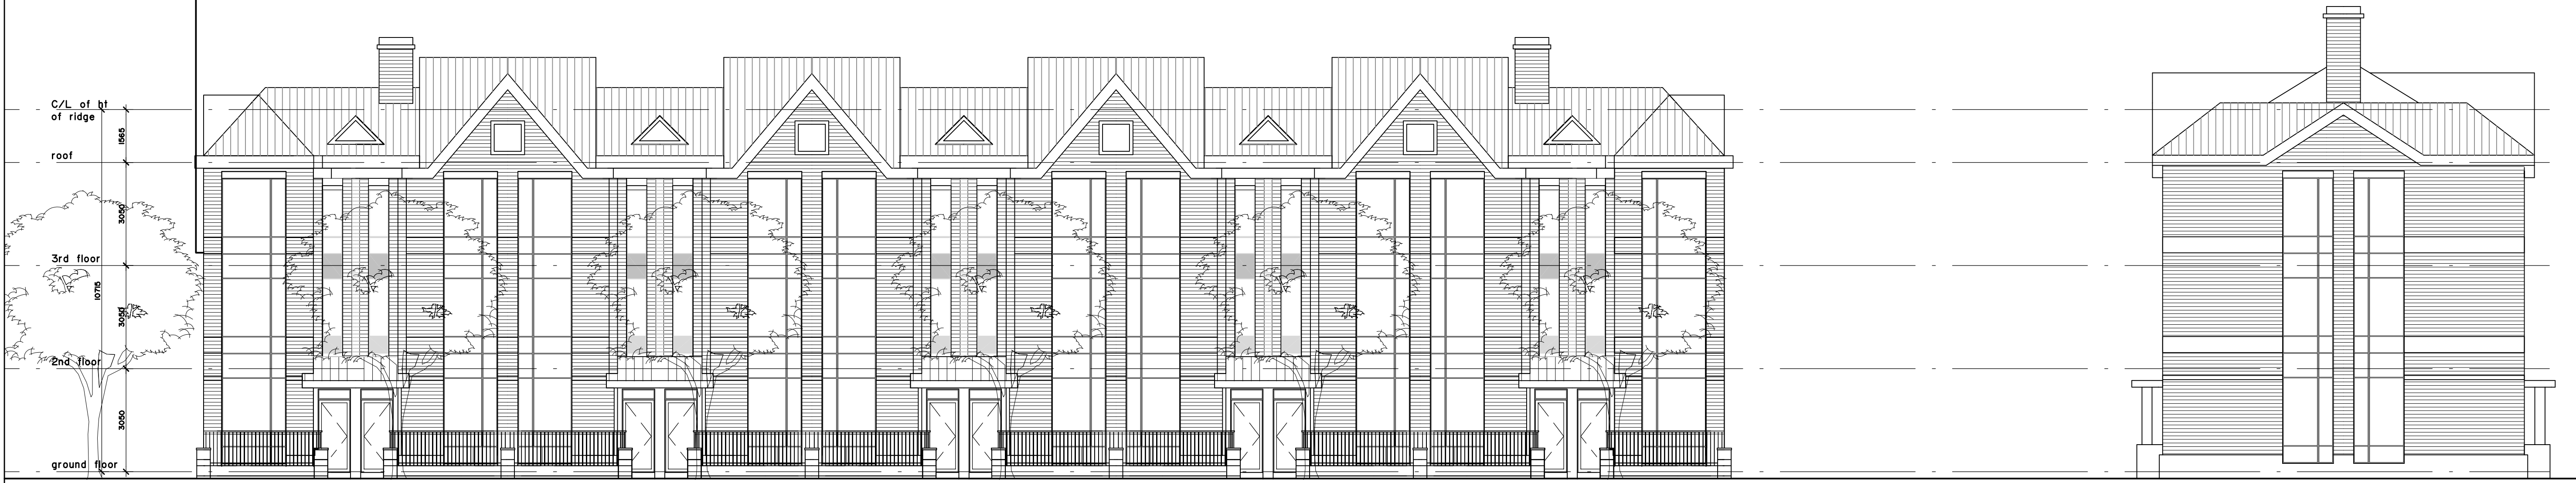 C/L of ht
of ridge
1565
roof
3050
3rd floor
10715
3050
2nd floor
3050
ground floor